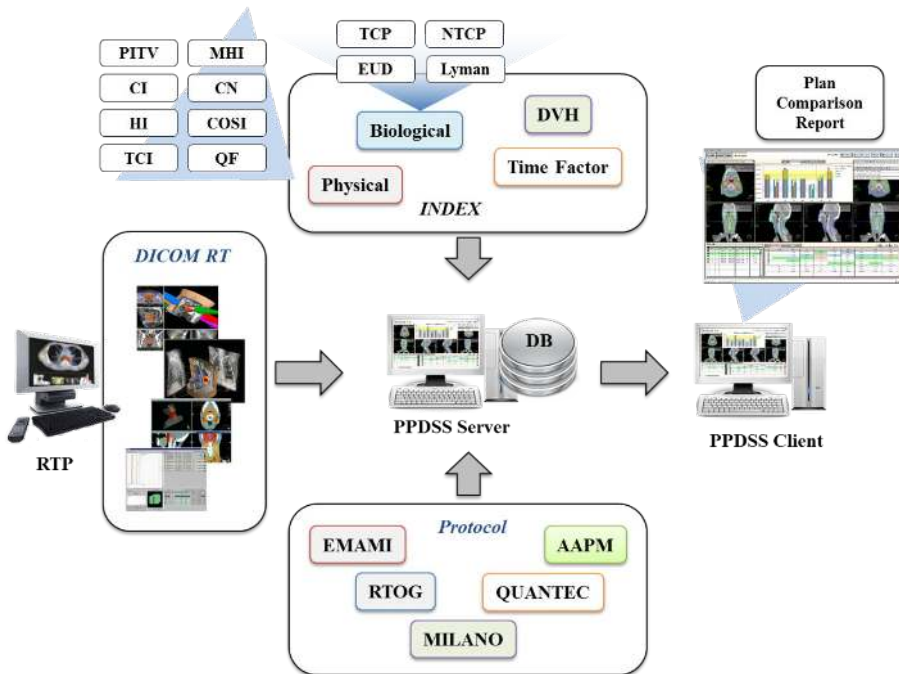 PITV
MHI
CI
CN
HI
COSI
TCI
QF
TCP
NTCP
EUD
Lyman
Biological
DVH
Physical
Time Factor
INDEX
Plan
Comparison
Report
DICOM RT
RTP
DB
PPDSS Server
PPDSS Client
Protocol
EMAMI
AAPM
RTOG
QUANTEC
MILANO